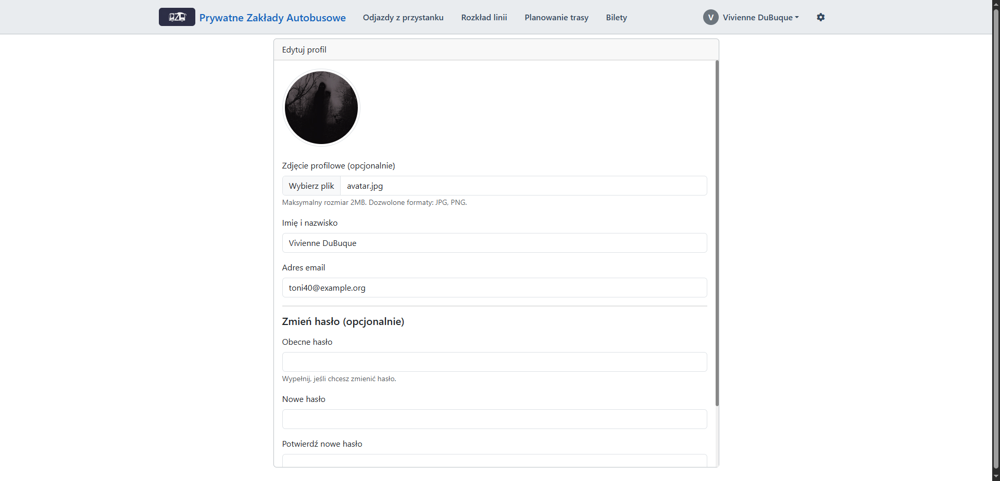 PZA Prywatne Zakłady Autobusowe Odjazdy z przystanku Rozkład linii Planowanie trasy Bilety V Vivienne DuBuque
Edytuj profil
Zdjęcie profilowe (opcjonalnie)
Wybierz plik avatar.jpg
Maksymalny rozmiar 2MB. Dozwolone formaty: JPG, PNG.
Imię i nazwisko
Vivienne DuBuque
Adres email
toni40@example.org
Zmień hasło (opcjonalnie)
Obecne hasło
Wypełnij, jeśli chcesz zmienić hasło.
Nowe hasło
Potwierdź nowe hasło